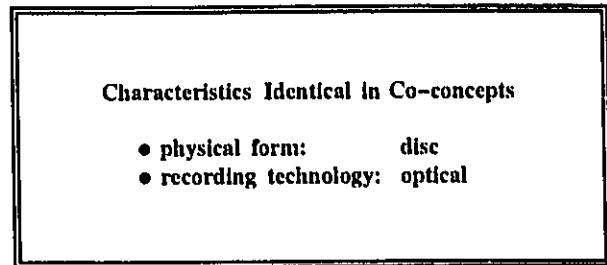 Characteristics Identical in Co-concepts
● physical form: disc
● recording technology: optical